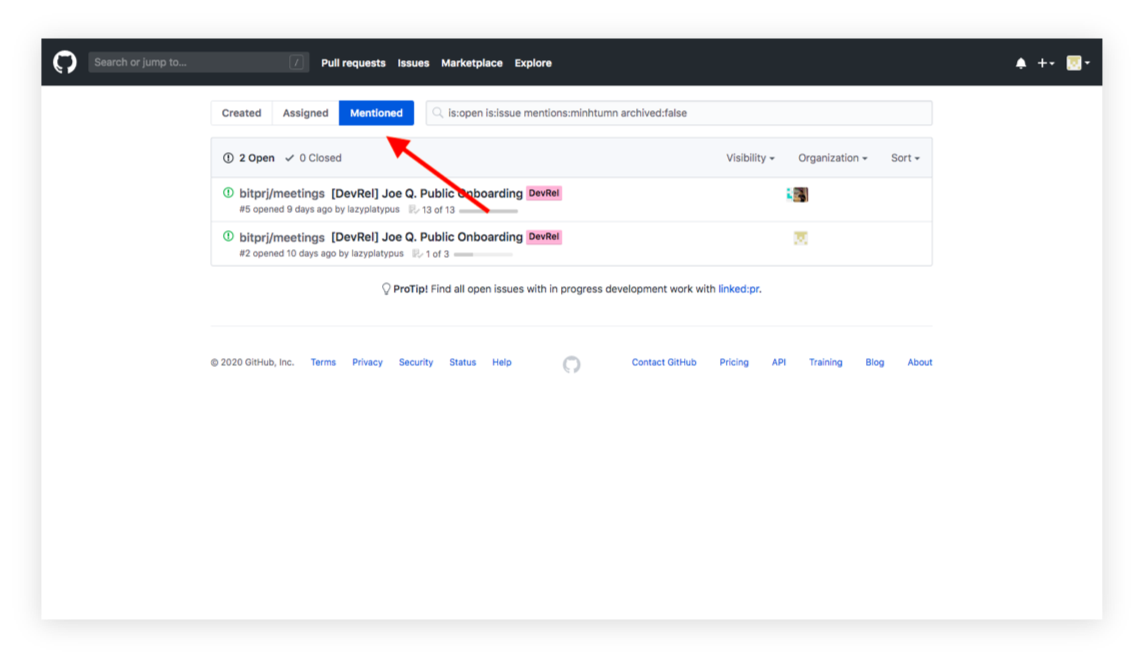 Search or jump to... / Pull requests Issues Marketplace Explore
Created Assigned Mentioned is:open is:issue mentions:minhtumn archived:false
2 Open 0 Closed Visibility Organization Sort
bitprj/meetings [DevRel] Joe Q. Public Onboarding DevRel
#5 opened 9 days ago by lazyplatypus 13 of 13
bitprj/meetings [DevRel] Joe Q. Public Onboarding DevRel
#2 opened 10 days ago by lazyplatypus 1 of 3
ProTip! Find all open issues with in progress development work with linked:pr.
© 2020 GitHub, Inc. Terms Privacy Security Status Help Contact GitHub Pricing API Training Blog About